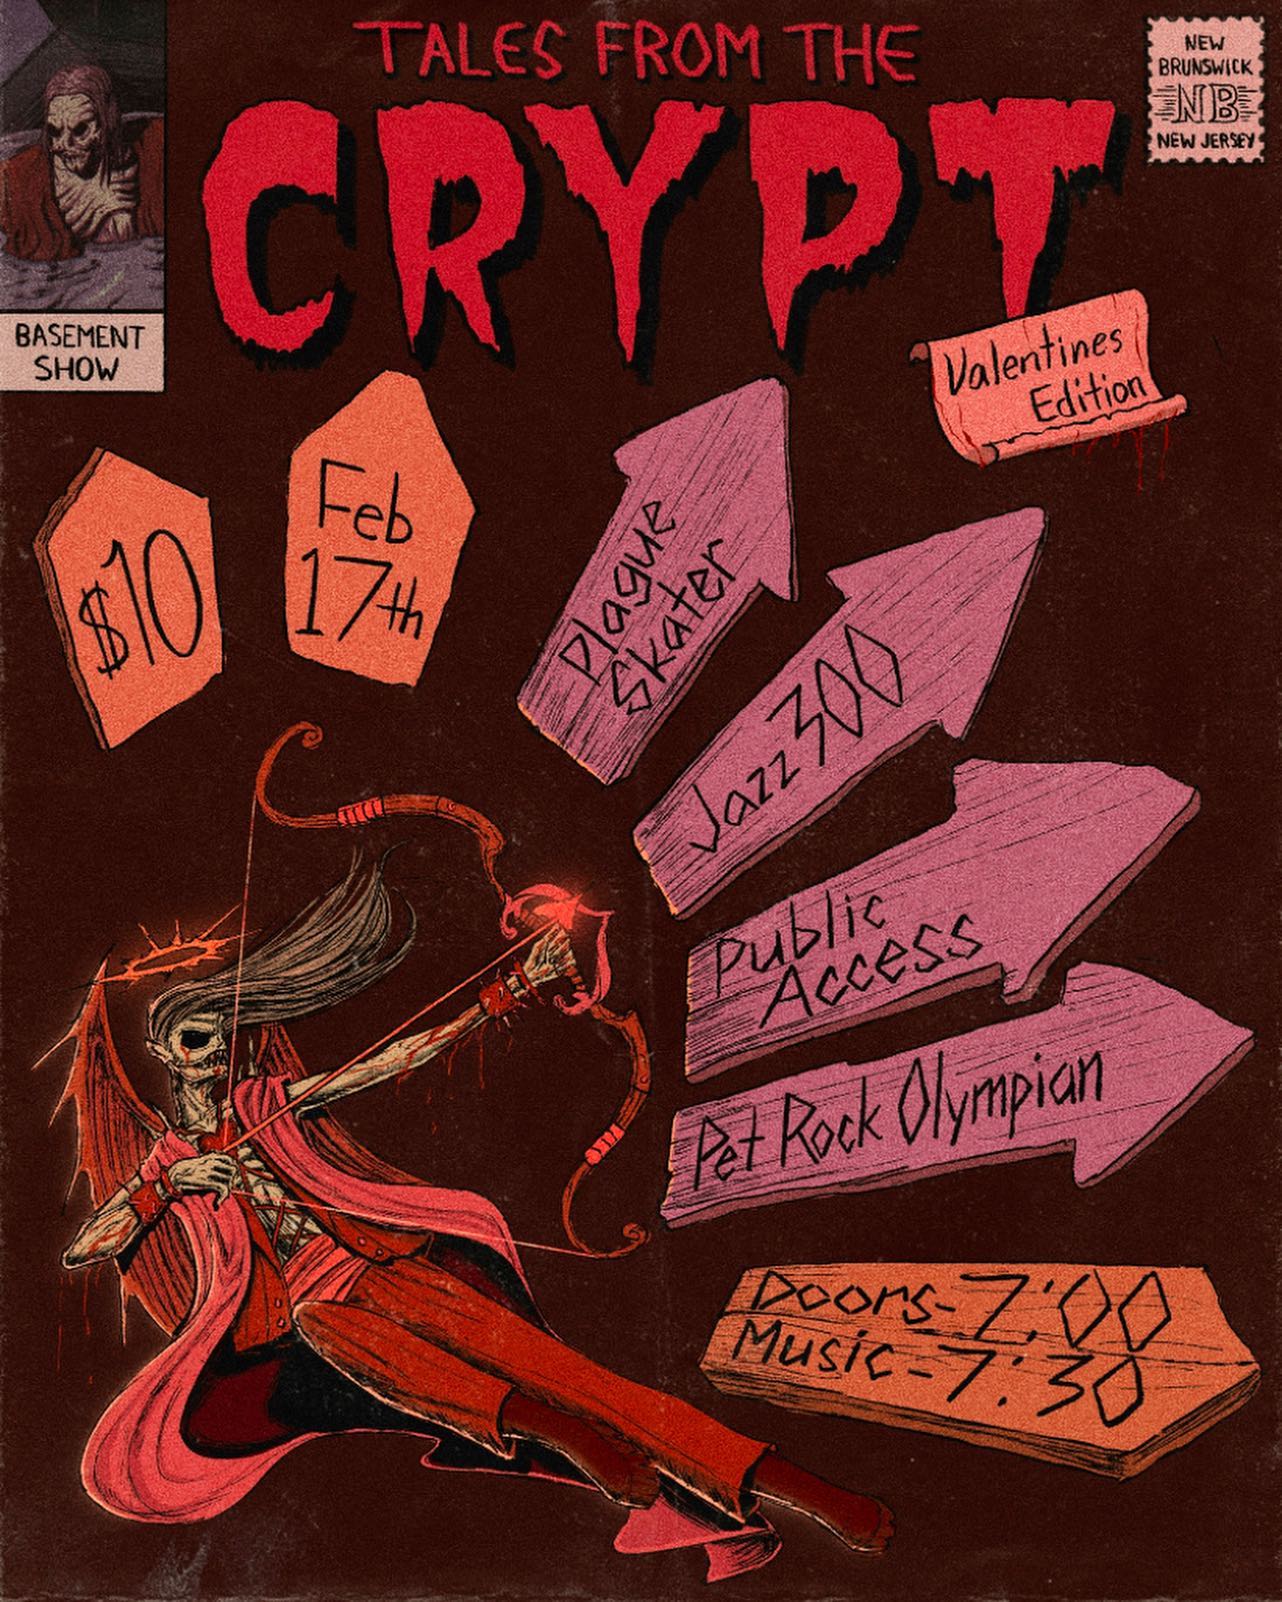 TALES FROM THE
CRYPT
NEW
BRUNSWICK
NB
NEW JERSEY
BASEMENT
SHOW
Valentines
Edition
$10
Feb
17th
Plague
Skater
Jazz 300
Public
Access
Pet Rock Olympian
Doors- 7:00
Music - 7:30